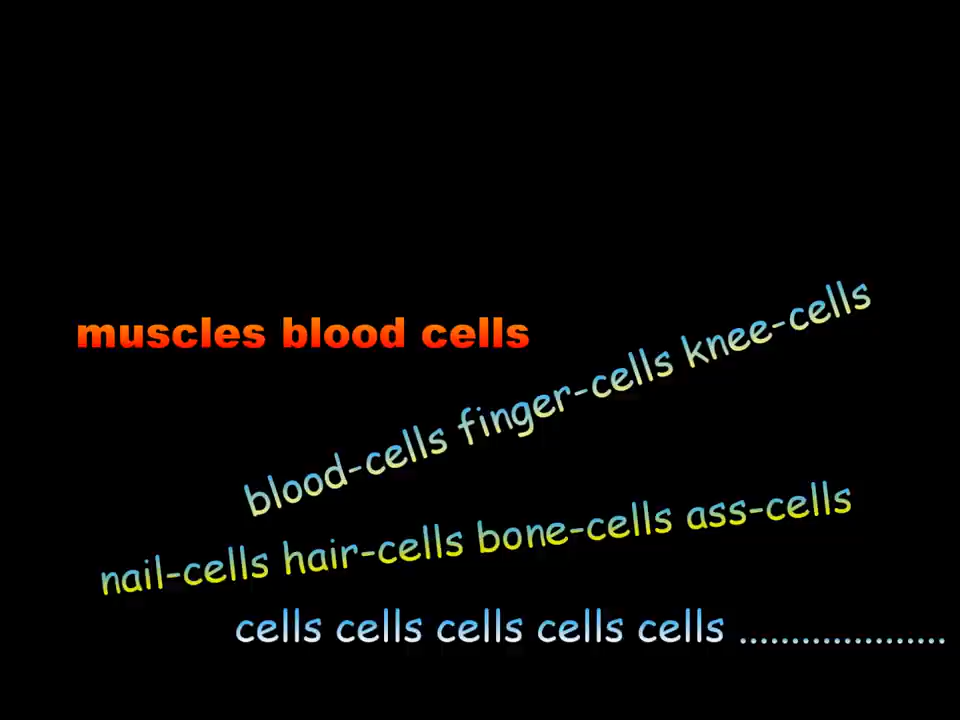 muscles blood cells
blood-cells finger-cells knee-cells
nail-cells hair-cells bone-cells ass-cells
cells cells cells cells cells ....................